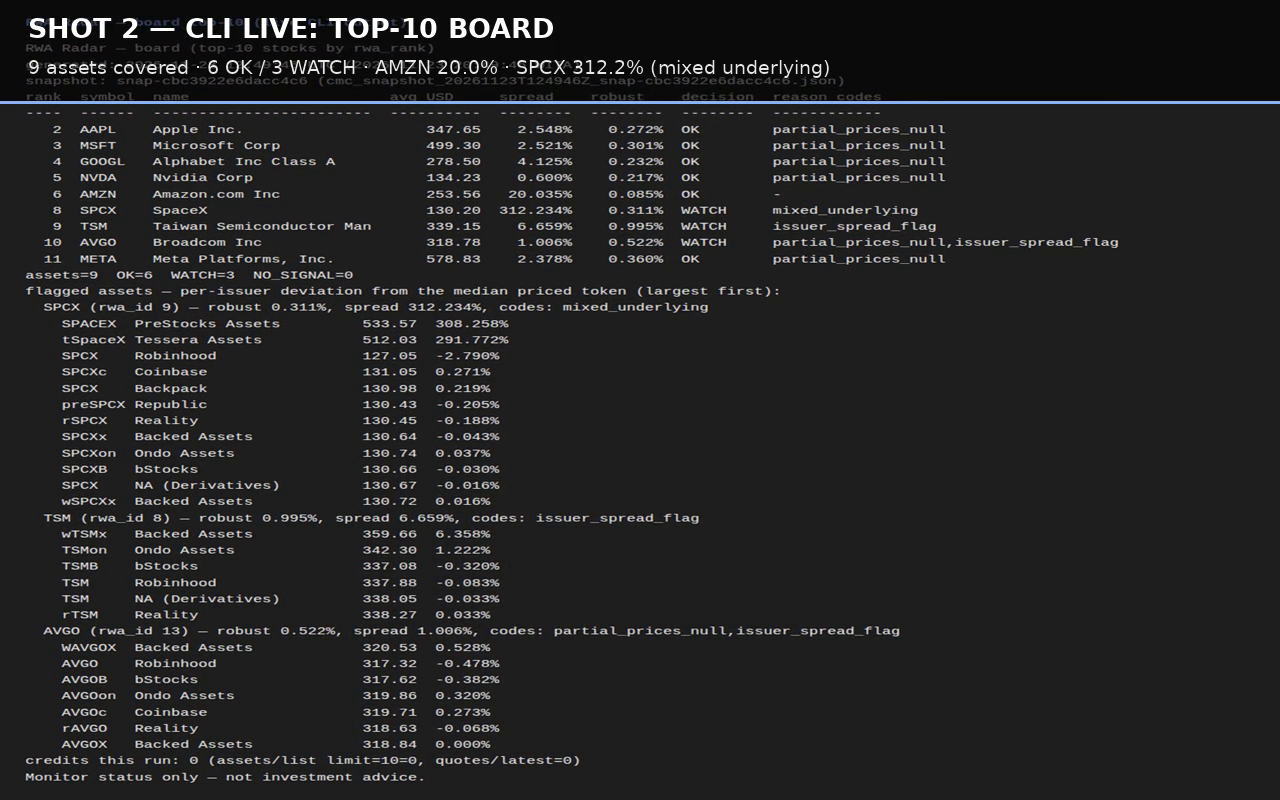 SHOT 2 — CLI LIVE: TOP-10 BOARD
RWA Radar — board (top-10 stocks by rwa_rank)
9 assets covered · 6 OK / 3 WATCH · AMZN 20.0% · SPCX 312.2% (mixed underlying)
snapshot: snap-cbc3922e6dacc4c6 (cmc_snapshot_20261123T124946Z_snap-cbc3922e6dacc4c6.json)
rank  symbol  name                      avg USD     spread    robust    decision  reason codes
----  ------  ------------------------  ----------  --------  --------  --------  ------------
2  AAPL    Apple Inc.                    347.65    2.548%    0.272%  OK        partial_prices_null
3  MSFT    Microsoft Corp                499.30    2.521%    0.301%  OK        partial_prices_null
4  GOOGL   Alphabet Inc Class A          278.50    4.125%    0.232%  OK        partial_prices_null
5  NVDA    Nvidia Corp                   134.23    0.600%    0.217%  OK        partial_prices_null
6  AMZN    Amazon.com Inc                253.56   20.035%    0.085%  OK        -
8  SPCX    SpaceX                        130.20  312.234%    0.311%  WATCH     mixed_underlying
9  TSM     Taiwan Semiconductor Man      339.15    6.659%    0.995%  WATCH     issuer_spread_flag
10  AVGO    Broadcom Inc                  318.78    1.006%    0.522%  WATCH     partial_prices_null,issuer_spread_flag
11  META    Meta Platforms, Inc.          578.83    2.378%    0.360%  OK        partial_prices_null
assets=9  OK=6  WATCH=3  NO_SIGNAL=0
flagged assets — per-issuer deviation from the median priced token (largest first):
SPCX (rwa_id 9) — robust 0.311%, spread 312.234%, codes: mixed_underlying
SPACEX  PreStocks Assets         533.57  308.258%
tSpaceX Tessera Assets           512.03  291.772%
SPCX    Robinhood                127.05  -2.790%
SPCXc   Coinbase                 131.05  0.271%
SPCX    Backpack                 130.98  0.219%
preSPCX Republic                 130.43  -0.205%
rSPCX   Reality                  130.45  -0.188%
SPCXx   Backed Assets            130.64  -0.043%
SPCXon  Ondo Assets              130.74  0.037%
SPCXB   bStocks                  130.66  -0.030%
SPCX    NA (Derivatives)         130.67  -0.016%
wSPCXx  Backed Assets            130.72  0.016%
TSM (rwa_id 8) — robust 0.995%, spread 6.659%, codes: issuer_spread_flag
wTSMx   Backed Assets            359.66  6.358%
TSMon   Ondo Assets              342.30  1.222%
TSMB    bStocks                  337.08  -0.320%
TSM     Robinhood                337.88  -0.083%
TSM     NA (Derivatives)         338.05  -0.033%
rTSM    Reality                  338.27  0.033%
AVGO (rwa_id 13) — robust 0.522%, spread 1.006%, codes: partial_prices_null,issuer_spread_flag
WAVGOX  Backed Assets            320.53  0.528%
AVGO    Robinhood                317.32  -0.478%
AVGOB   bStocks                  317.62  -0.382%
AVGOon  Ondo Assets              319.86  0.320%
AVGOc   Coinbase                 319.71  0.273%
rAVGO   Reality                  318.63  -0.068%
AVGOX   Backed Assets            318.84  0.000%
credits this run: 0 (assets/list limit=10=0, quotes/latest=0)
Monitor status only — not investment advice.